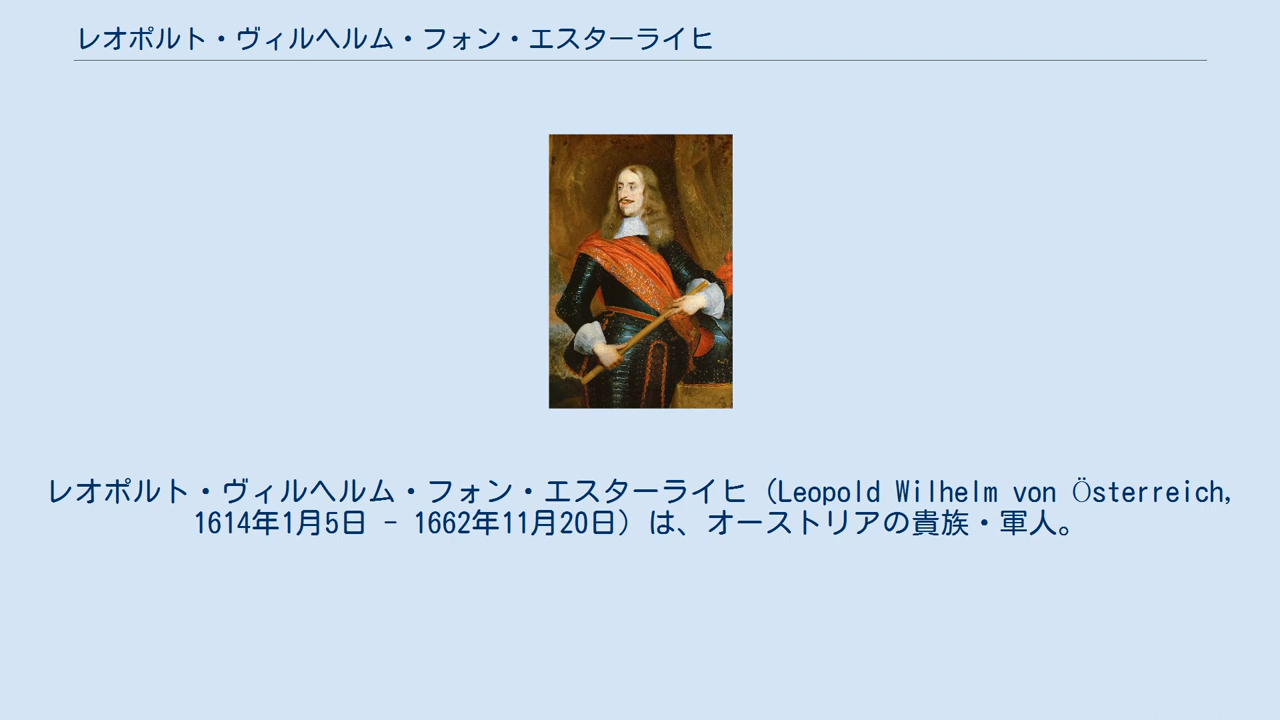 レオポルト・ヴィルヘルム・フォン・エスターライヒ
レオポルト・ヴィルヘルム・フォン・エスターライヒ（Leopold Wilhelm von Österreich,
1614年1月5日 - 1662年11月20日）は、オーストリアの貴族・軍人。